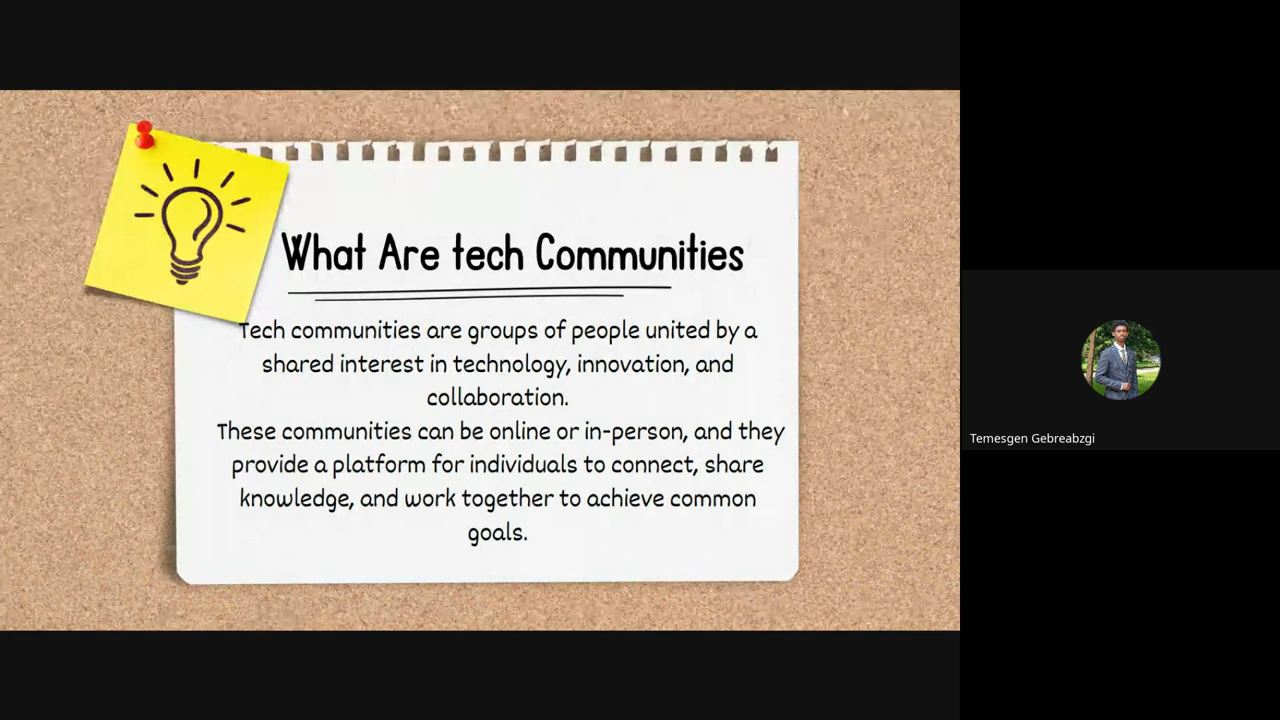 What Are tech Communities
Tech communities are groups of people united by a
shared interest in technology, innovation, and
collaboration.
These communities can be online or in-person, and they
provide a platform for individuals to connect, share
knowledge, and work together to achieve common
goals.
Temesgen Gebreabzgi